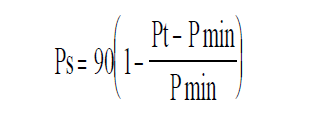 Ps = 90(1 − (Pt − Pmin) / Pmin)